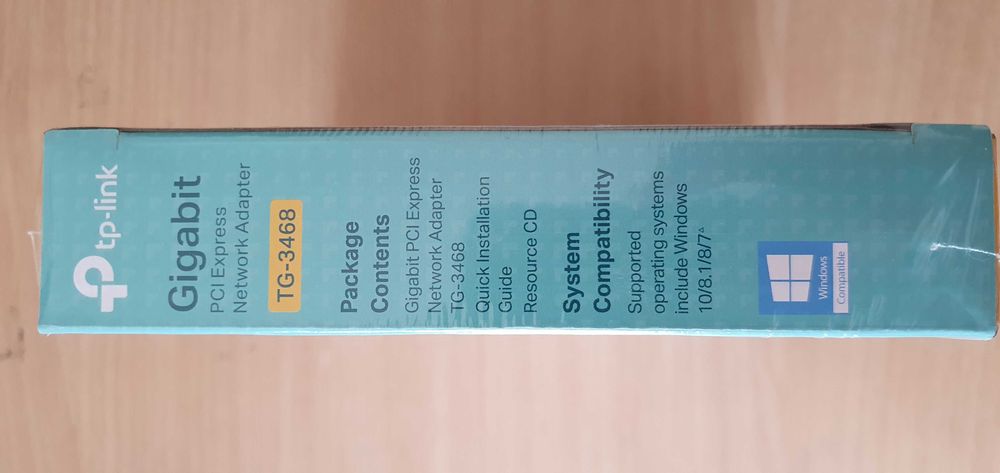 tp-link
Gigabit
PCI Express
Network Adapter
TG-3468
Package
Contents
Gigabit PCI Express
Network Adapter
TG-3468
Quick Installation
Guide
Resource CD
System
Compatibility
Supported
operating systems
include Windows
10/8.1/8/7△
Windows
Compatible